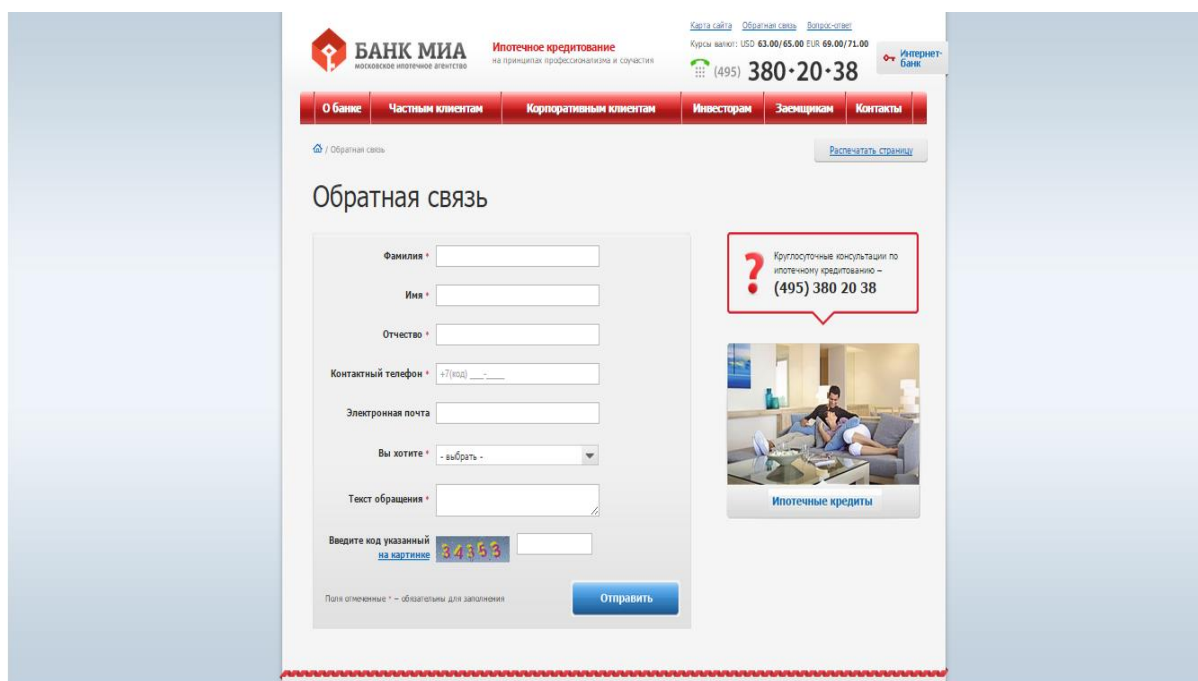 Карта сайта Обратная связь Вопрос-ответ
БАНК МИА
московское ипотечное агентство
Ипотечное кредитование
на принципах профессионализма и соучастия
Курсы валют: USD 63.00/65.00 EUR 69.00/71.00
(495) 380·20·38
Интернет-
банк
О банке Частным клиентам Корпоративным клиентам Инвесторам Заемщикам Контакты
/ Обратная связь
Распечатать страницу
Обратная связь
Фамилия *
Имя *
Отчество *
Контактный телефон * +7(код) ___-____
Электронная почта
Вы хотите * - выбрать -
Текст обращения *
Введите код указанный
на картинке
34353
Поля отмеченные * – обязательны для заполнения
Отправить
?
Круглосуточные консультации по
ипотечному кредитованию –
(495) 380 20 38
Ипотечные кредиты